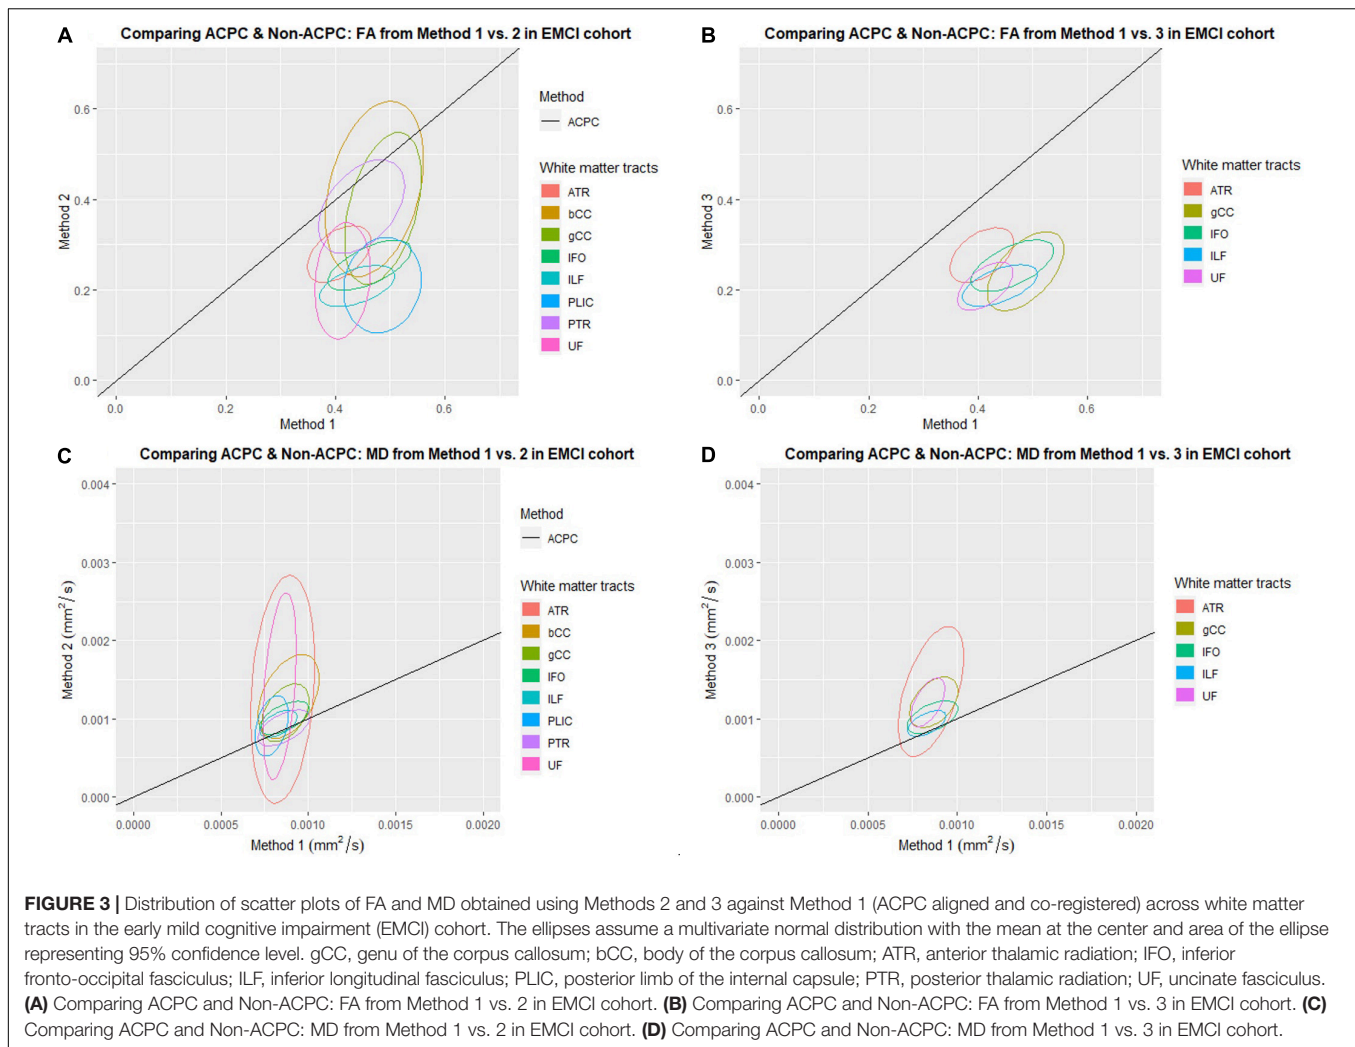 A Comparing ACPC & Non-ACPC: FA from Method 1 vs. 2 in EMCI cohort
0.6
0.4
0.2
0.0
Method 2
0.0 0.2 0.4 0.6
Method 1
Method
ACPC
White matter tracts
ATR
bCC
gCC
IFO
ILF
PLIC
PTR
UF
B Comparing ACPC & Non-ACPC: FA from Method 1 vs. 3 in EMCI cohort
0.6
0.4
0.2
0.0
Method 3
0.0 0.2 0.4 0.6
Method 1
White matter tracts
ATR
gCC
IFO
ILF
UF
C Comparing ACPC & Non-ACPC: MD from Method 1 vs. 2 in EMCI cohort
0.004
0.003
0.002
0.001
0.000
Method 2 (mm²/s)
0.0000 0.0005 0.0010 0.0015 0.0020
Method 1 (mm²/s)
Method
ACPC
White matter tracts
ATR
bCC
gCC
IFO
ILF
PLIC
PTR
UF
D Comparing ACPC & Non-ACPC: MD from Method 1 vs. 3 in EMCI cohort
0.004
0.003
0.002
0.001
0.000
Method 3 (mm²/s)
0.0000 0.0005 0.0010 0.0015 0.0020
Method 1 (mm²/s)
White matter tracts
ATR
gCC
IFO
ILF
UF
FIGURE 3 | Distribution of scatter plots of FA and MD obtained using Methods 2 and 3 against Method 1 (ACPC aligned and co-registered) across white matter
tracts in the early mild cognitive impairment (EMCI) cohort. The ellipses assume a multivariate normal distribution with the mean at the center and area of the ellipse
representing 95% confidence level. gCC, genu of the corpus callosum; bCC, body of the corpus callosum; ATR, anterior thalamic radiation; IFO, inferior
fronto-occipital fasciculus; ILF, inferior longitudinal fasciculus; PLIC, posterior limb of the internal capsule; PTR, posterior thalamic radiation; UF, uncinate fasciculus.
(A) Comparing ACPC and Non-ACPC: FA from Method 1 vs. 2 in EMCI cohort. (B) Comparing ACPC and Non-ACPC: FA from Method 1 vs. 3 in EMCI cohort. (C)
Comparing ACPC and Non-ACPC: MD from Method 1 vs. 2 in EMCI cohort. (D) Comparing ACPC and Non-ACPC: MD from Method 1 vs. 3 in EMCI cohort.